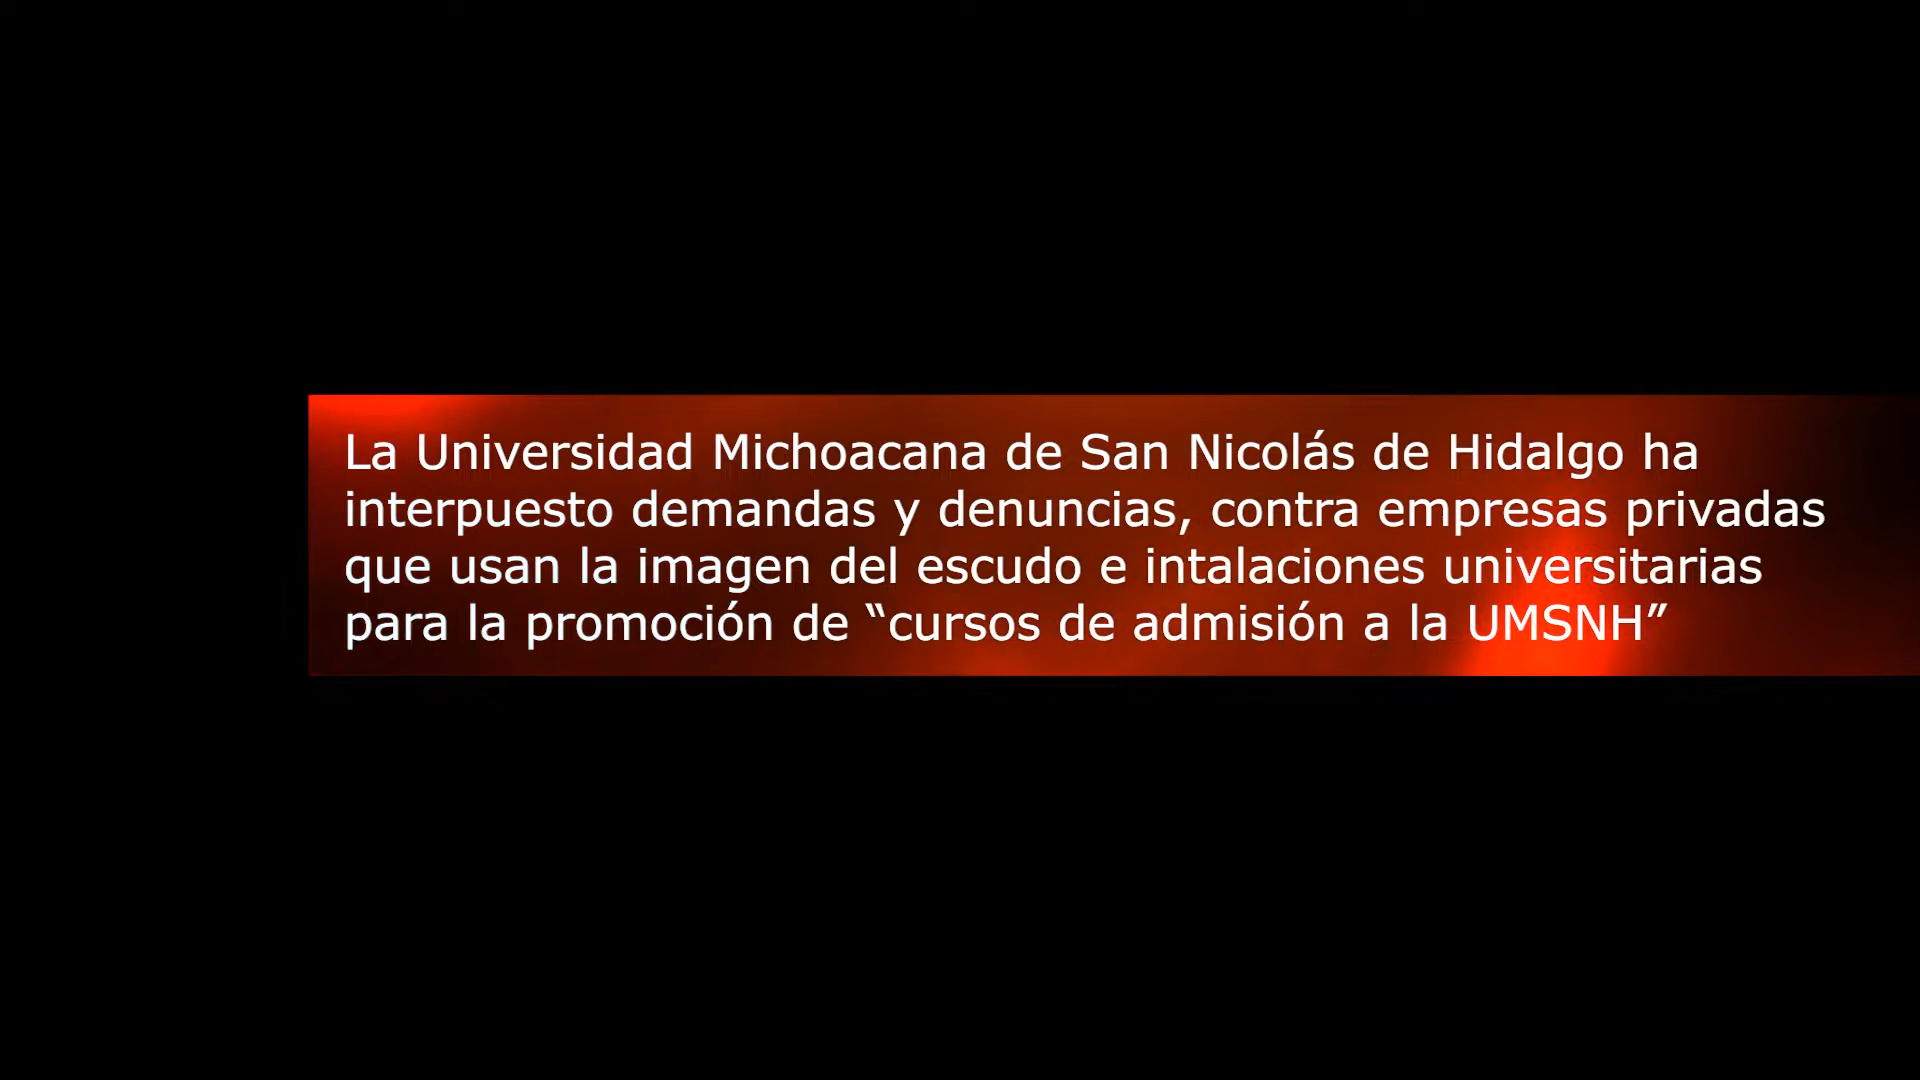 La Universidad Michoacana de San Nicolás de Hidalgo ha
interpuesto demandas y denuncias, contra empresas privadas
que usan la imagen del escudo e intalaciones universitarias
para la promoción de “cursos de admisión a la UMSNH”